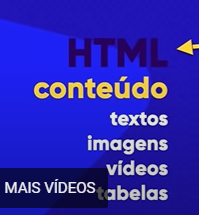 HTML
conteúdo
textos
imagens
vídeos
MAIS VÍDEOS
tabelas